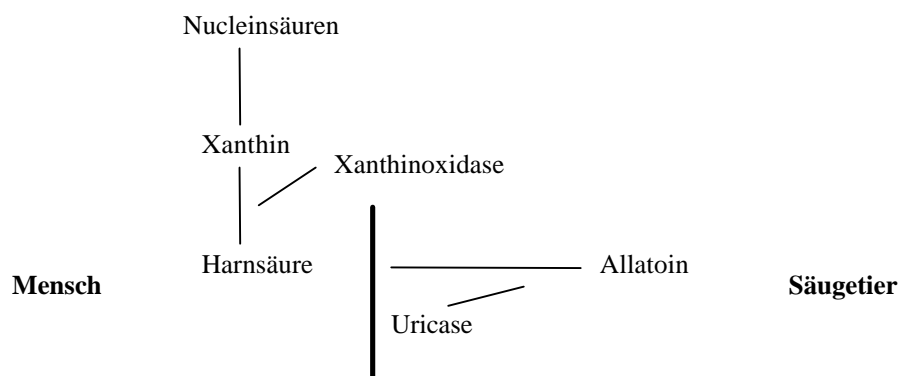 Nucleinsäuren
Xanthin
Xanthinoxidase
Harnsäure
Allatoin
Mensch
Säugetier
Uricase